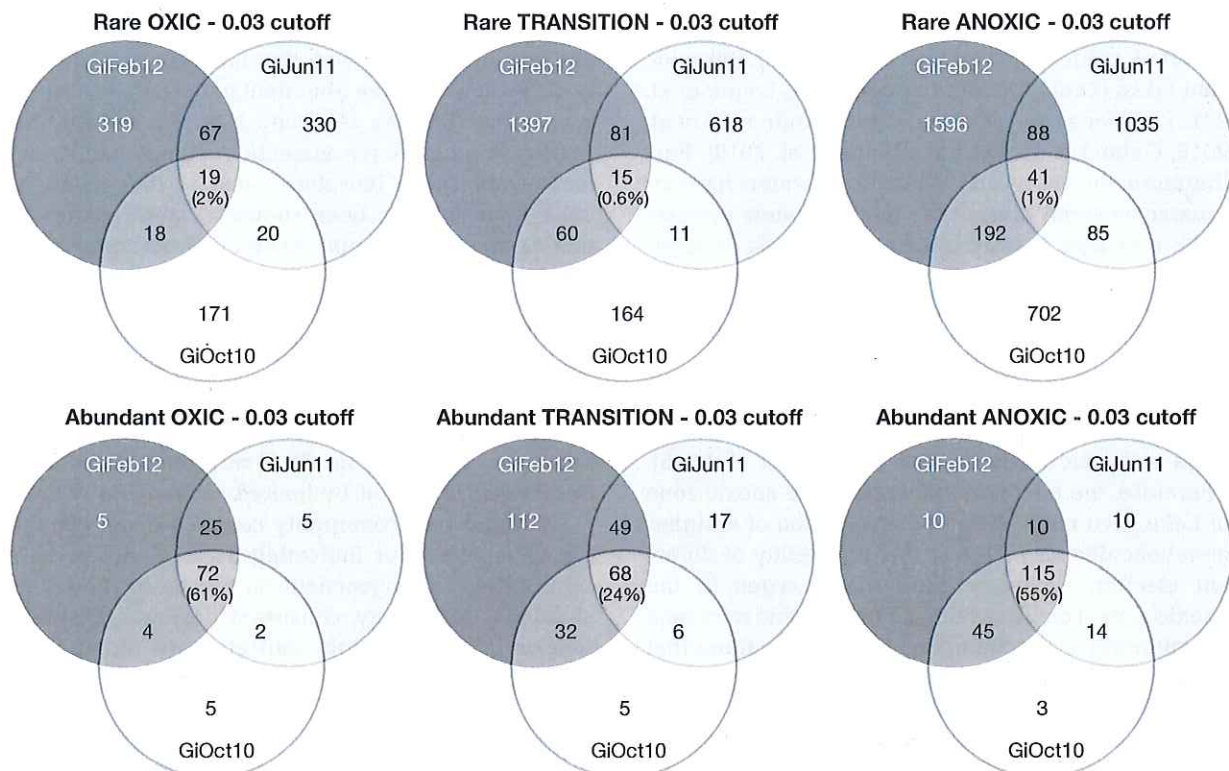 Rare OXIC - 0.03 cutoff
GiFeb12
GiJun11
319
67
330
19
(2%)
18
20
171
GiOct10
Rare TRANSITION - 0.03 cutoff
GiFeb12
GiJun11
1397
81
618
15
(0.6%)
60
11
164
GiOct10
Rare ANOXIC - 0.03 cutoff
GiFeb12
GiJun11
1596
88
1035
41
(1%)
192
85
702
GiOct10
Abundant OXIC - 0.03 cutoff
GiFeb12
GiJun11
5
25
5
72
(61%)
4
2
5
GiOct10
Abundant TRANSITION - 0.03 cutoff
GiFeb12
GiJun11
112
49
17
68
(24%)
32
6
5
GiOct10
Abundant ANOXIC - 0.03 cutoff
GiFeb12
GiJun11
10
10
10
115
(55%)
45
14
3
GiOct10